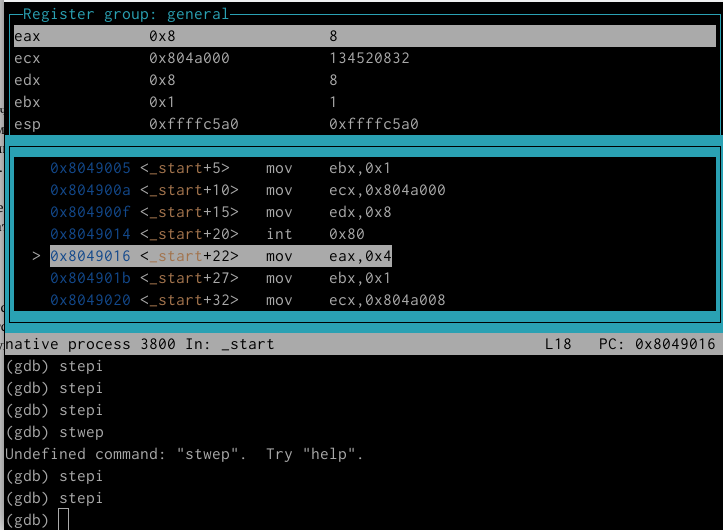 Register group: general
eax 0x8 8
ecx 0x804a000 134520832
edx 0x8 8
ebx 0x1 1
esp 0xffffc5a0 0xffffc5a0
0x8049005 <_start+5> mov ebx,0x1
0x804900a <_start+10> mov ecx,0x804a000
0x804900f <_start+15> mov edx,0x8
0x8049014 <_start+20> int 0x80
> 0x8049016 <_start+22> mov eax,0x4
0x804901b <_start+27> mov ebx,0x1
0x8049020 <_start+32> mov ecx,0x804a008
native process 3800 In: _start L18 PC: 0x8049016
(gdb) stepi
(gdb) stepi
(gdb) stepi
(gdb) stwep
Undefined command: "stwep".  Try "help".
(gdb) stepi
(gdb) stepi
(gdb)